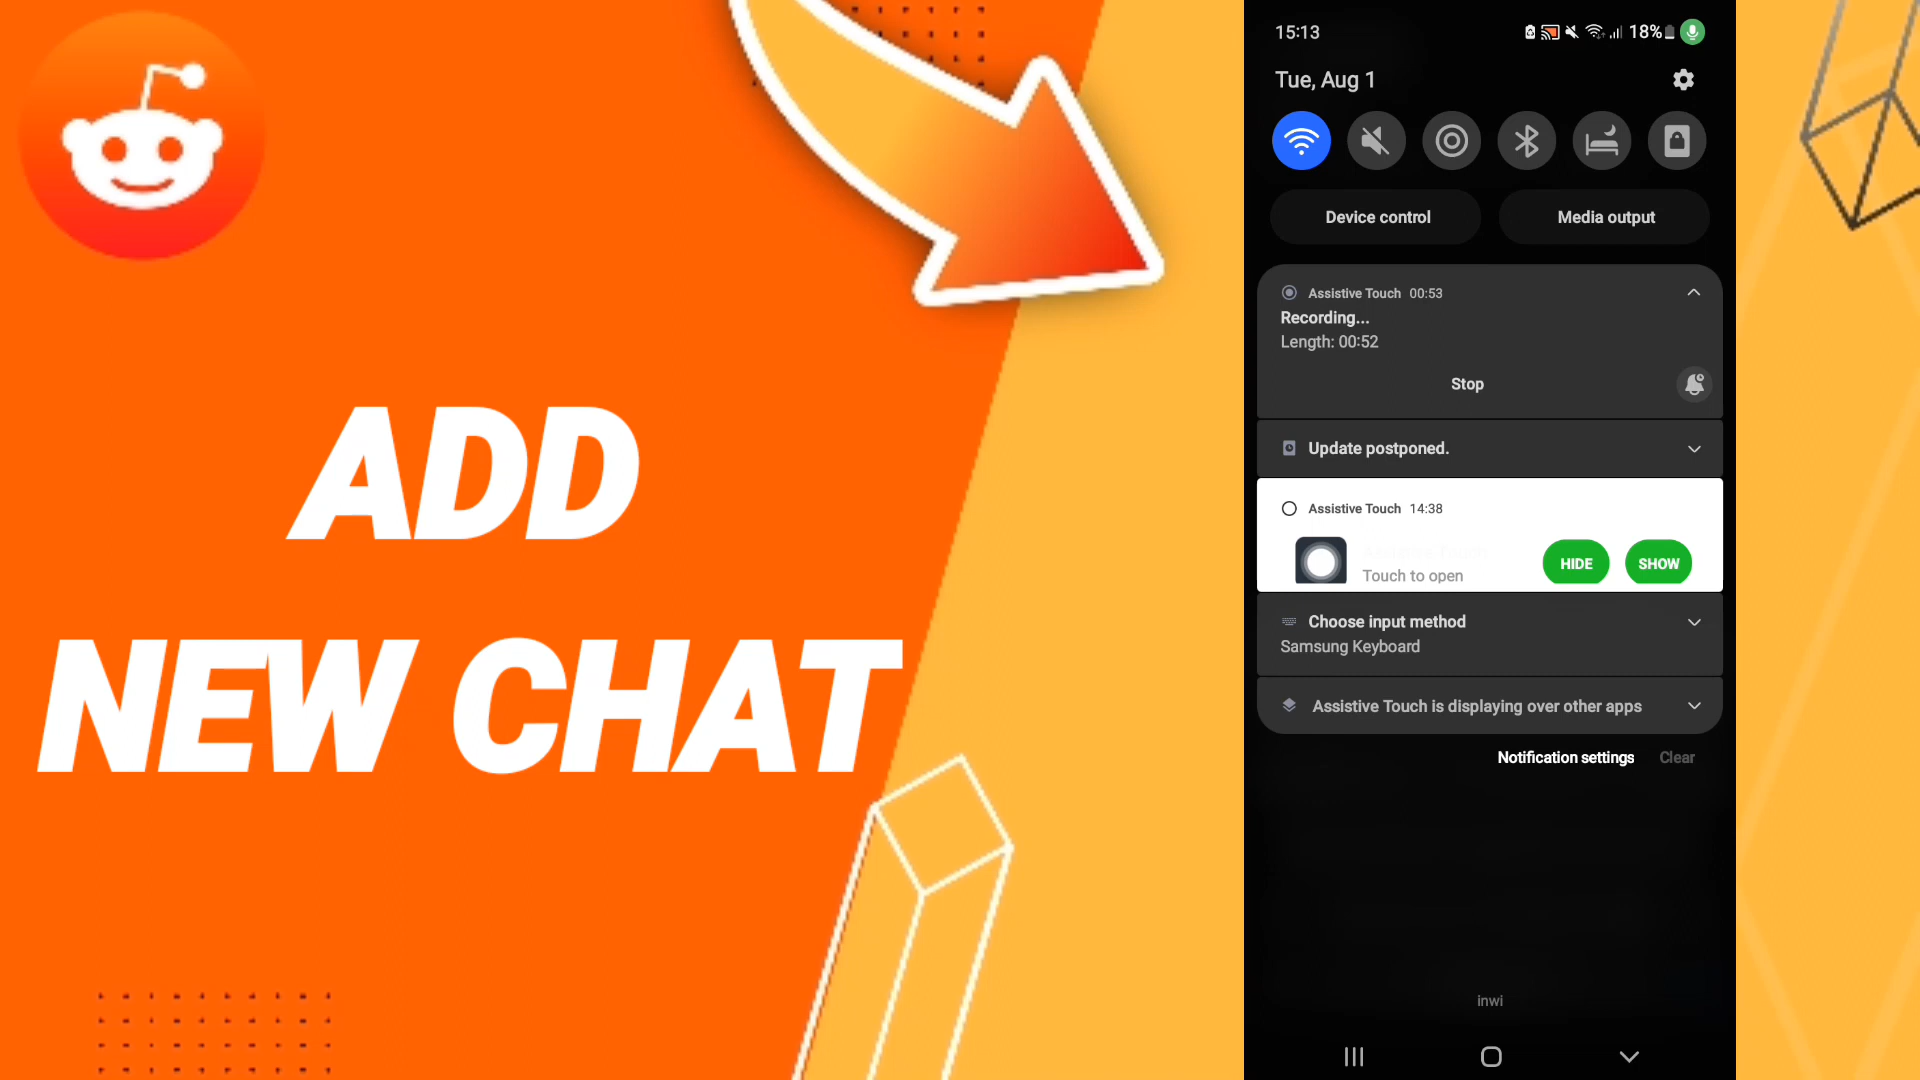 ADD
NEW CHAT
15:13
18%
Tue, Aug 1
Device control
Media output
Assistive Touch 00:53
Recording...
Length: 00:52
Stop
Update postponed.
Assistive Touch 14:38
Touch to open
HIDE
SHOW
Choose input method
Samsung Keyboard
Assistive Touch is displaying over other apps
Notification settings
Clear
inwi